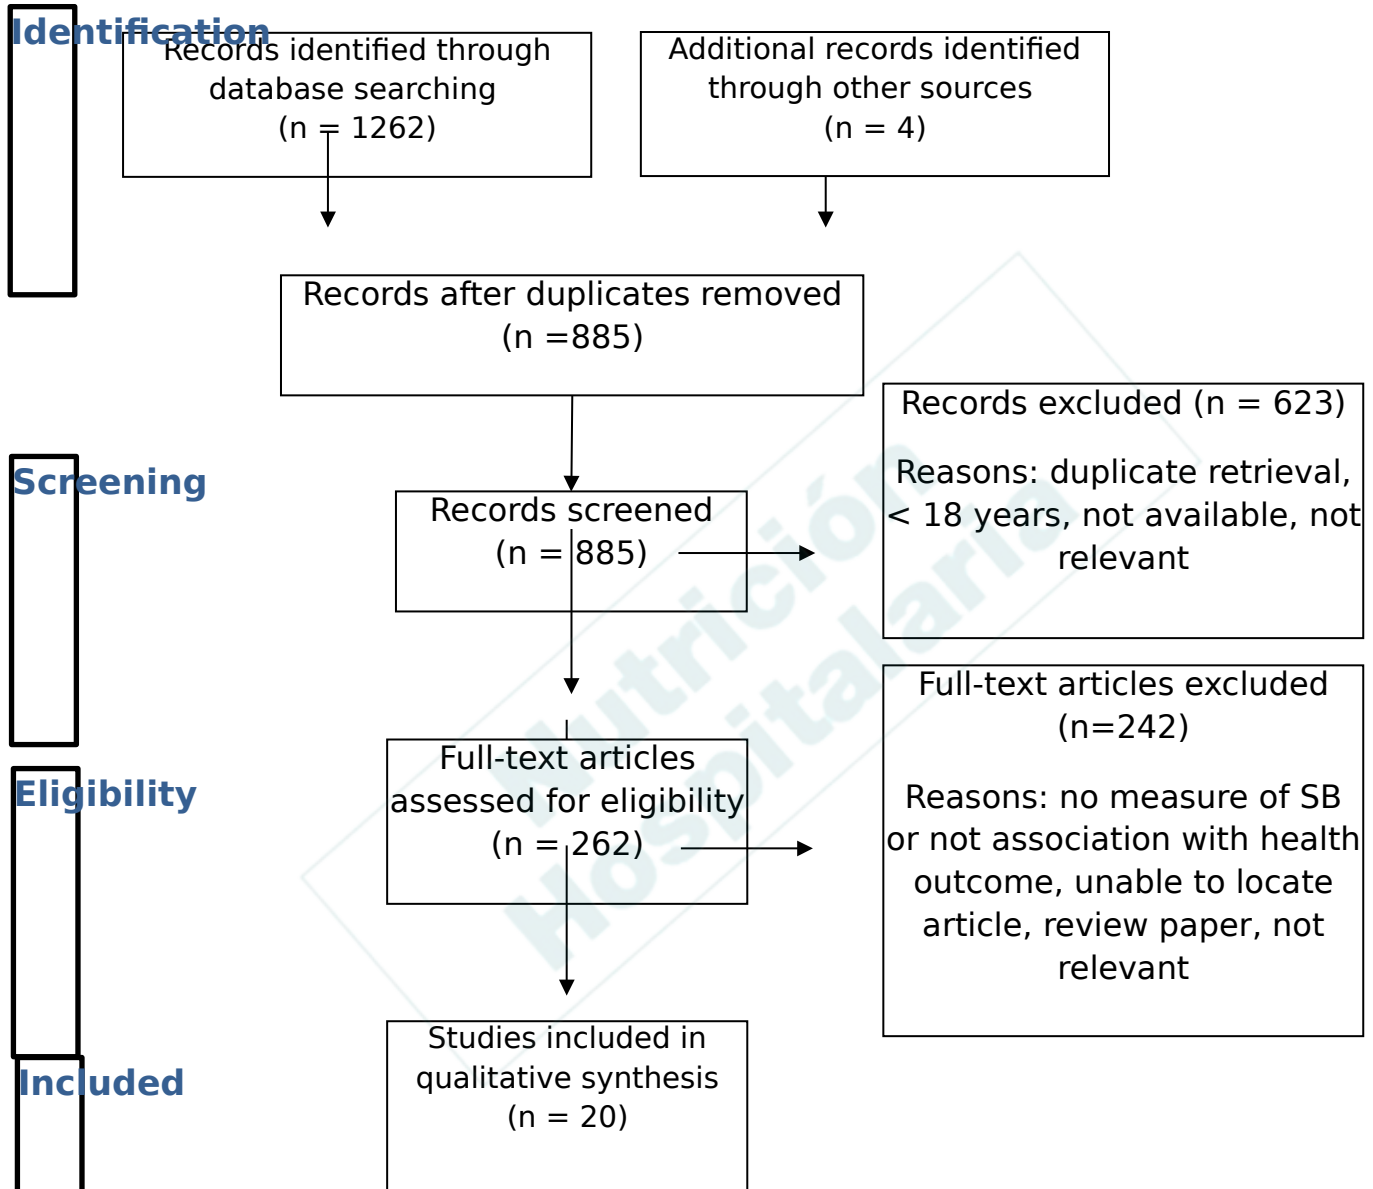 Identification
Records identified through
database searching
(n = 1262)
Additional records identified
through other sources
(n = 4)
Records after duplicates removed
(n =885)
Records excluded (n = 623)
Reasons: duplicate retrieval,
< 18 years, not available, not
relevant
Screening
Records screened
(n = 885)
Full-text articles excluded
(n=242)
Reasons: no measure of SB
or not association with health
outcome, unable to locate
article, review paper, not
relevant
Eligibility
Full-text articles
assessed for eligibility
(n = 262)
Included
Studies included in
qualitative synthesis
(n = 20)
Nutrición
Hospitalaria